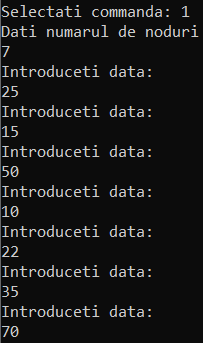 Selectati commanda: 1
Dati numarul de noduri
7
Introduceti data:
25
Introduceti data:
15
Introduceti data:
50
Introduceti data:
10
Introduceti data:
22
Introduceti data:
35
Introduceti data:
70